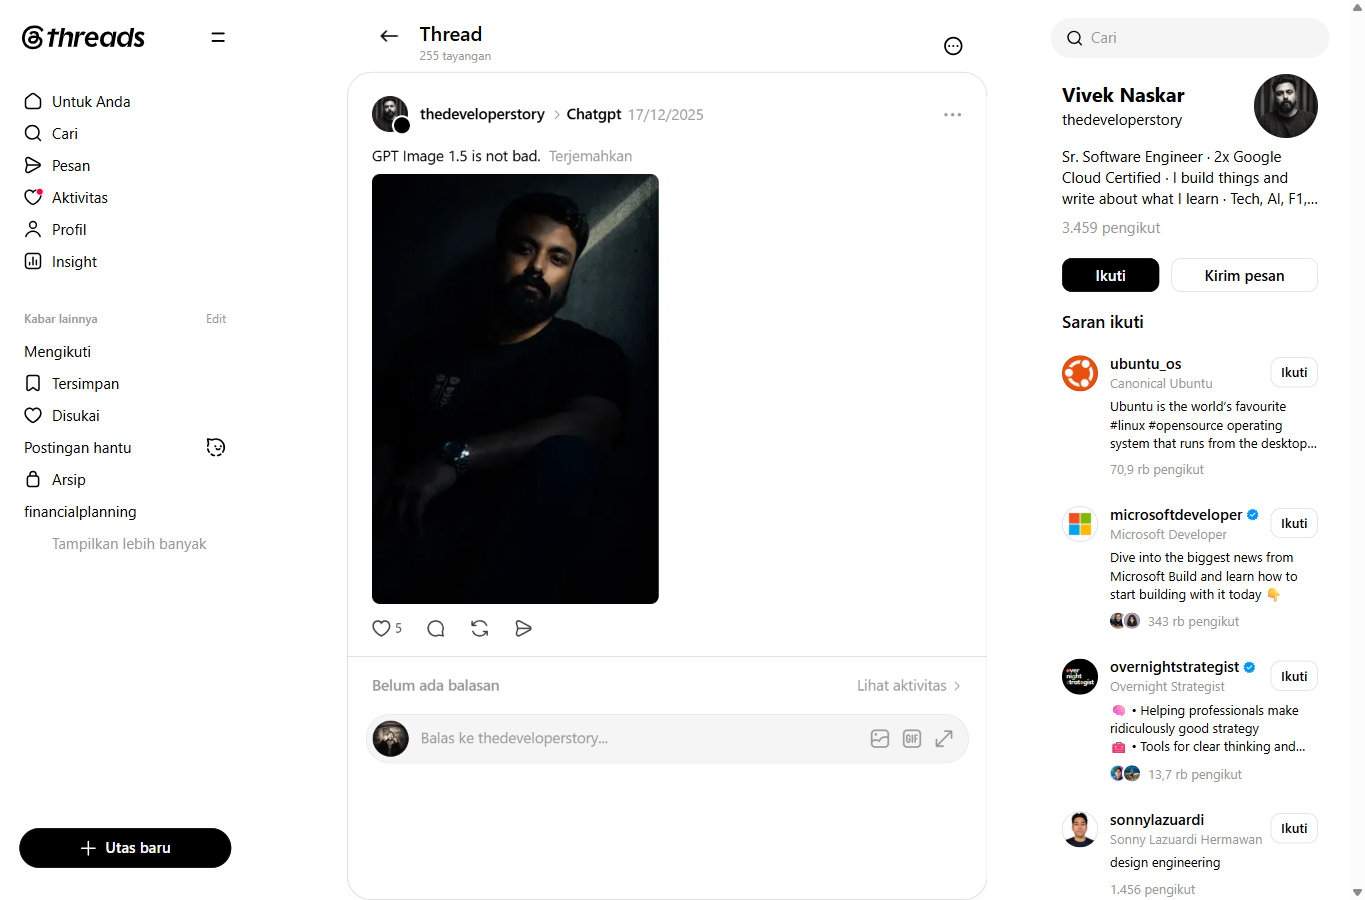 threads
Untuk Anda
Cari
Pesan
Aktivitas
Profil
Insight
Kabar lainnya
Edit
Mengikuti
Tersimpan
Disukai
Postingan hantu
Arsip
financialplanning
Tampilkan lebih banyak
Utas baru
Thread
255 tayangan
thedeveloperstory > Chatgpt 17/12/2025
GPT Image 1.5 is not bad. Terjemahkan
5
Belum ada balasan
Lihat aktivitas
Balas ke thedeveloperstory...
GIF
Cari
Vivek Naskar
thedeveloperstory
Sr. Software Engineer · 2x Google
Cloud Certified · I build things and
write about what I learn · Tech, AI, F1,...
3.459 pengikut
Ikuti
Kirim pesan
Saran ikuti
ubuntu_os
Canonical Ubuntu
Ikuti
Ubuntu is the world's favourite
#linux #opensource operating
system that runs from the desktop...
70,9 rb pengikut
microsoftdeveloper
Microsoft Developer
Ikuti
Dive into the biggest news from
Microsoft Build and learn how to
start building with it today 👇
343 rb pengikut
over
night
strategist
overnightstrategist
Overnight Strategist
Ikuti
🧠 • Helping professionals make
ridiculously good strategy
🧰 • Tools for clear thinking and...
13,7 rb pengikut
sonnylazuardi
Sonny Lazuardi Hermawan
Ikuti
design engineering
1.456 pengikut